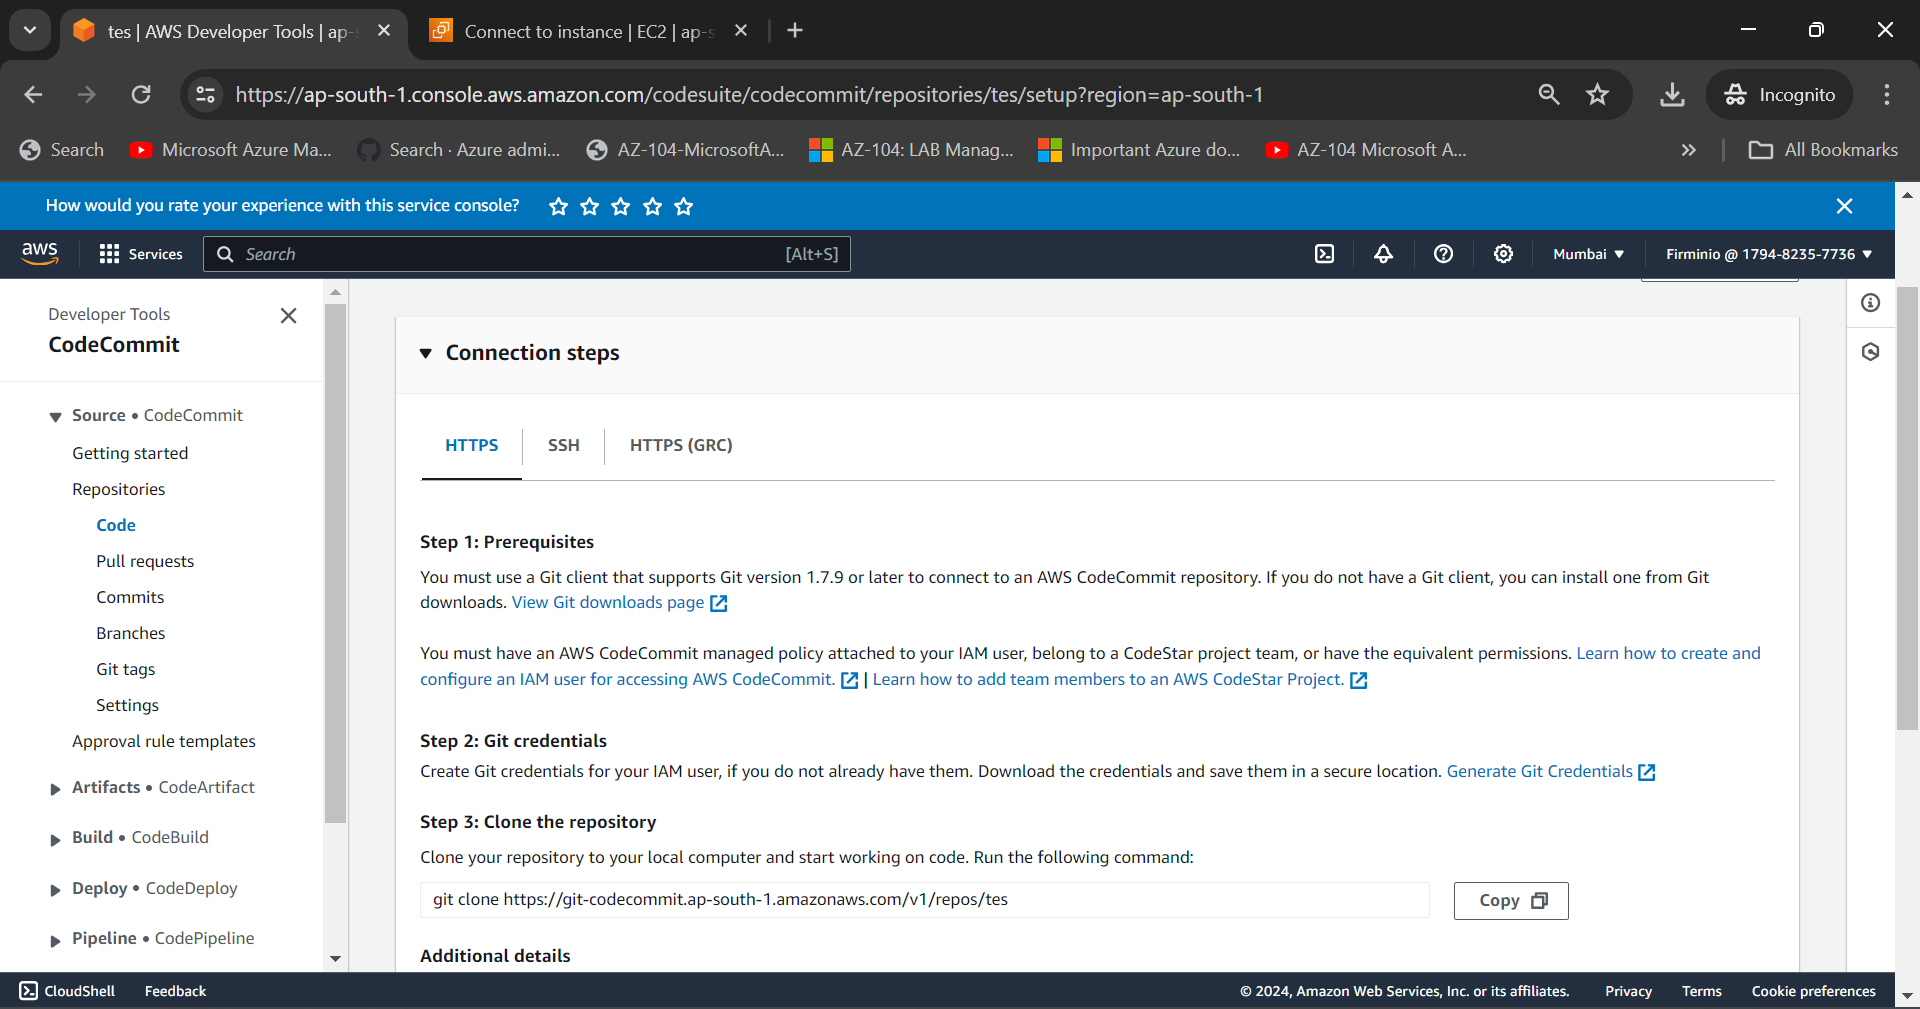 tes | AWS Developer Tools | ap-
Connect to instance | EC2 | ap-s
https://ap-south-1.console.aws.amazon.com/codesuite/codecommit/repositories/tes/setup?region=ap-south-1
Incognito
Search
Microsoft Azure Ma...
Search · Azure admi...
AZ-104-MicrosoftA...
AZ-104: LAB Manag...
Important Azure do...
AZ-104 Microsoft A...
All Bookmarks
How would you rate your experience with this service console?
aws
Services
Search
[Alt+S]
Mumbai
Firminio @ 1794-8235-7736
Developer Tools
CodeCommit
Source • CodeCommit
Getting started
Repositories
Code
Pull requests
Commits
Branches
Git tags
Settings
Approval rule templates
Artifacts • CodeArtifact
Build • CodeBuild
Deploy • CodeDeploy
Pipeline • CodePipeline
Connection steps
HTTPS
SSH
HTTPS (GRC)
Step 1: Prerequisites
You must use a Git client that supports Git version 1.7.9 or later to connect to an AWS CodeCommit repository. If you do not have a Git client, you can install one from Git
downloads. View Git downloads page
You must have an AWS CodeCommit managed policy attached to your IAM user, belong to a CodeStar project team, or have the equivalent permissions. Learn how to create and
configure an IAM user for accessing AWS CodeCommit. | Learn how to add team members to an AWS CodeStar Project.
Step 2: Git credentials
Create Git credentials for your IAM user, if you do not already have them. Download the credentials and save them in a secure location. Generate Git Credentials
Step 3: Clone the repository
Clone your repository to your local computer and start working on code. Run the following command:
git clone https://git-codecommit.ap-south-1.amazonaws.com/v1/repos/tes
Copy
Additional details
CloudShell
Feedback
© 2024, Amazon Web Services, Inc. or its affiliates.
Privacy
Terms
Cookie preferences